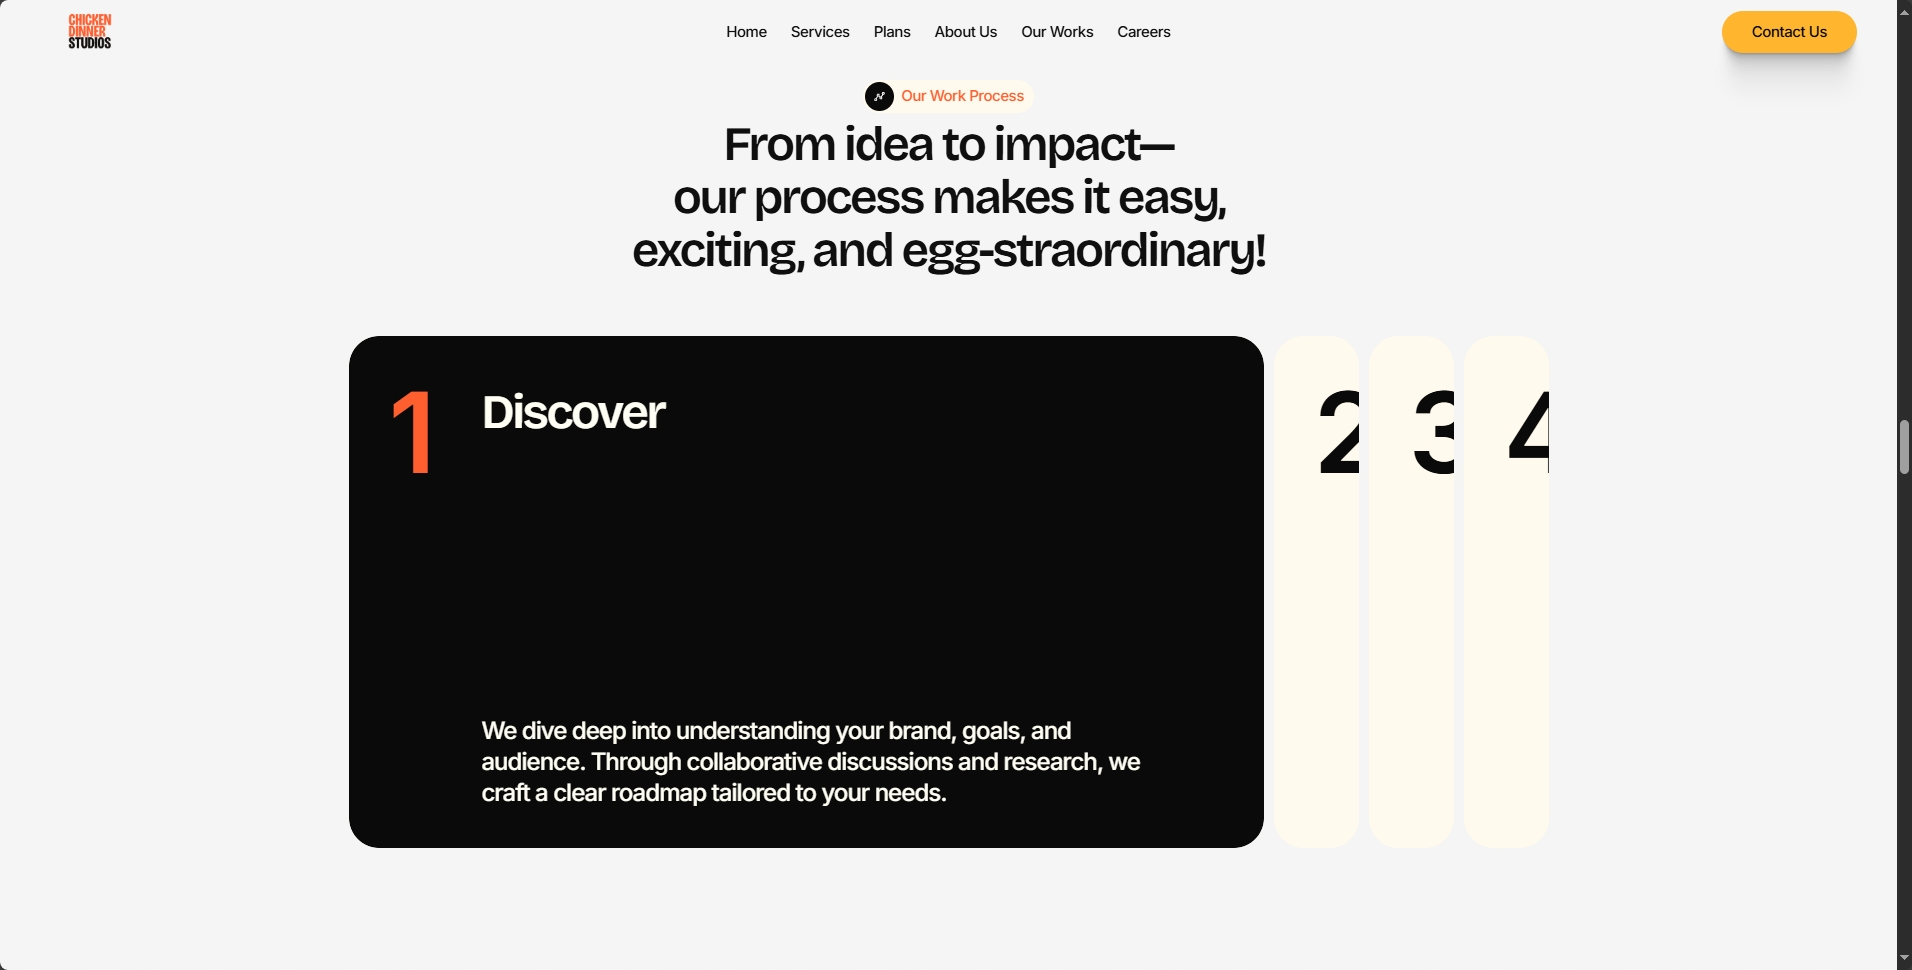 CHICKEN
DINNER
STUDIOS
Home Services Plans About Us Our Works Careers
Contact Us
Our Work Process
From idea to impact—
our process makes it easy,
exciting, and egg-straordinary!
1 Discover
We dive deep into understanding your brand, goals, and
audience. Through collaborative discussions and research, we
craft a clear roadmap tailored to your needs.
2
3
4